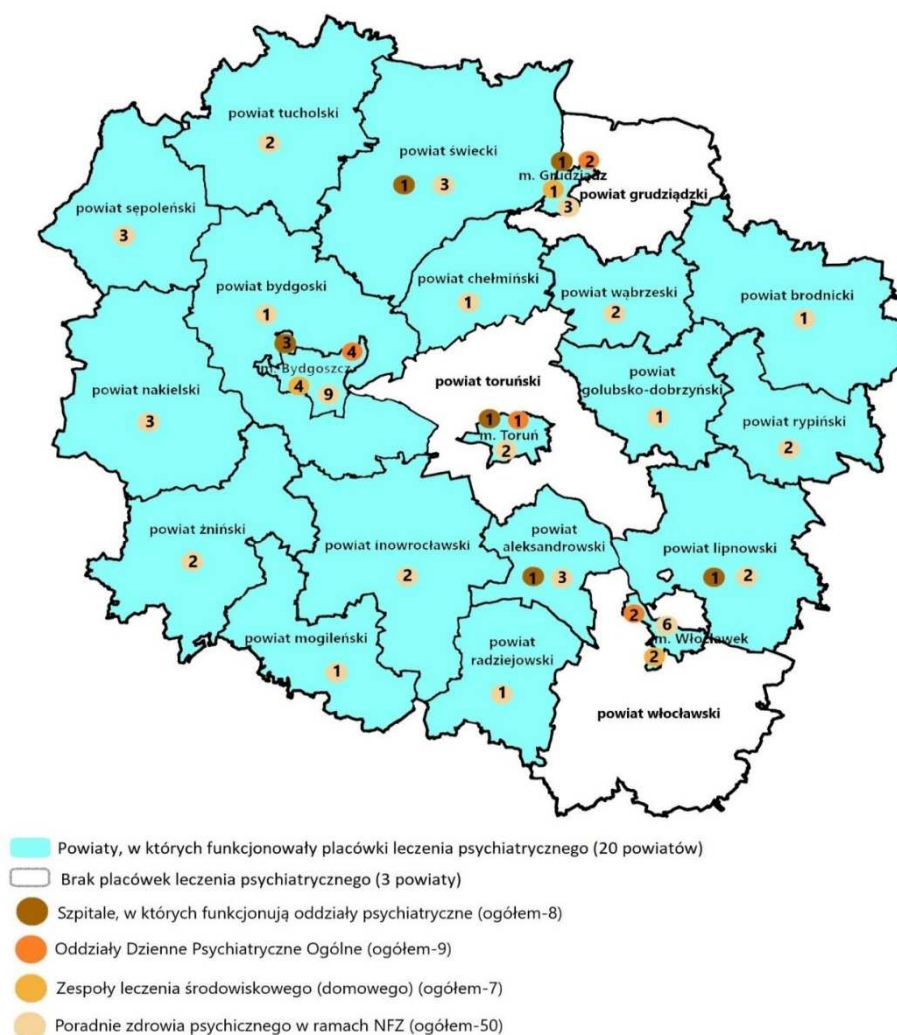 powiat tucholski
2
powiat świecki
1 3
1 2
m. Grudziądz
1
powiat grudziądzki
3
powiat sępoleński
3
powiat bydgoski
1
powiat chełmiński
1
powiat wąbrzeski
2
powiat brodnicki
1
3
4
m. Bydgoszcz
4 9
powiat nakielski
3
powiat toruński
1 1
m. Toruń
2
powiat
golubsko-dobrzyński
1
powiat rypiński
2
powiat żniński
2
powiat inowrocławski
2
powiat
aleksandrowski
1 3
powiat lipnowski
1 2
2
6
m. Włocławek
2
powiat mogileński
1
powiat
radziejowski
1
powiat włocławski
Powiaty, w których funkcjonowały placówki leczenia psychiatrycznego (20 powiatów)
Brak placówek leczenia psychiatrycznego (3 powiaty)
Szpitale, w których funkcjonują oddziały psychiatryczne (ogółem-8)
Oddziały Dzienne Psychiatryczne Ogólne (ogółem-9)
Zespoły leczenia środowiskowego (domowego) (ogółem-7)
Poradnie zdrowia psychicznego w ramach NFZ (ogółem-50)